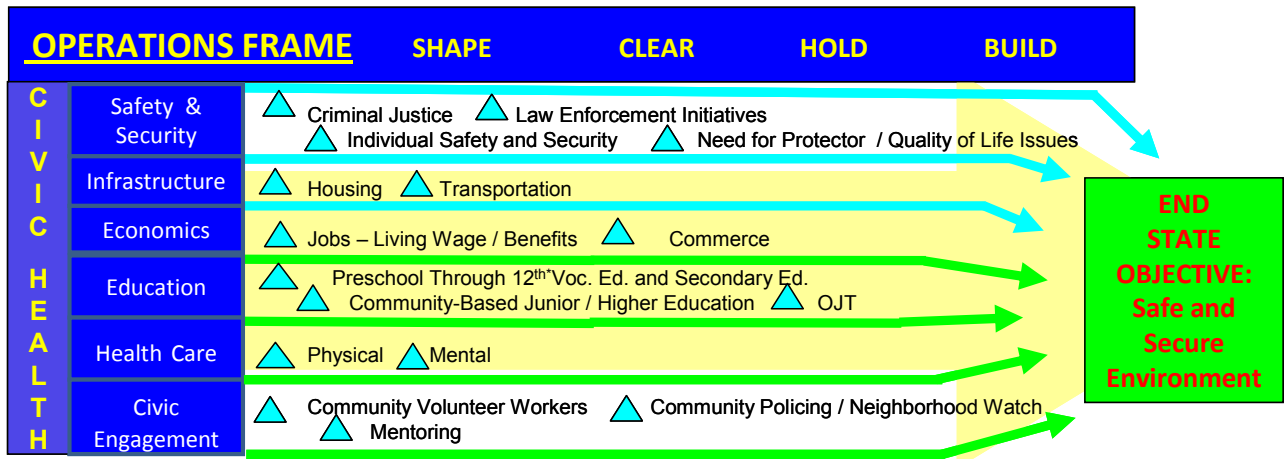 OPERATIONS FRAME SHAPE CLEAR HOLD BUILD
CIVIC HEALTH
Safety & Security
Criminal Justice Law Enforcement Initiatives
Individual Safety and Security Need for Protector / Quality of Life Issues
Infrastructure
Housing Transportation
Economics
Jobs – Living Wage / Benefits Commerce
Education
Preschool Through 12th*Voc. Ed. and Secondary Ed.
Community-Based Junior / Higher Education OJT
Health Care
Physical Mental
Civic Engagement
Community Volunteer Workers Community Policing / Neighborhood Watch
Mentoring
END
STATE
OBJECTIVE:
Safe and
Secure
Environment